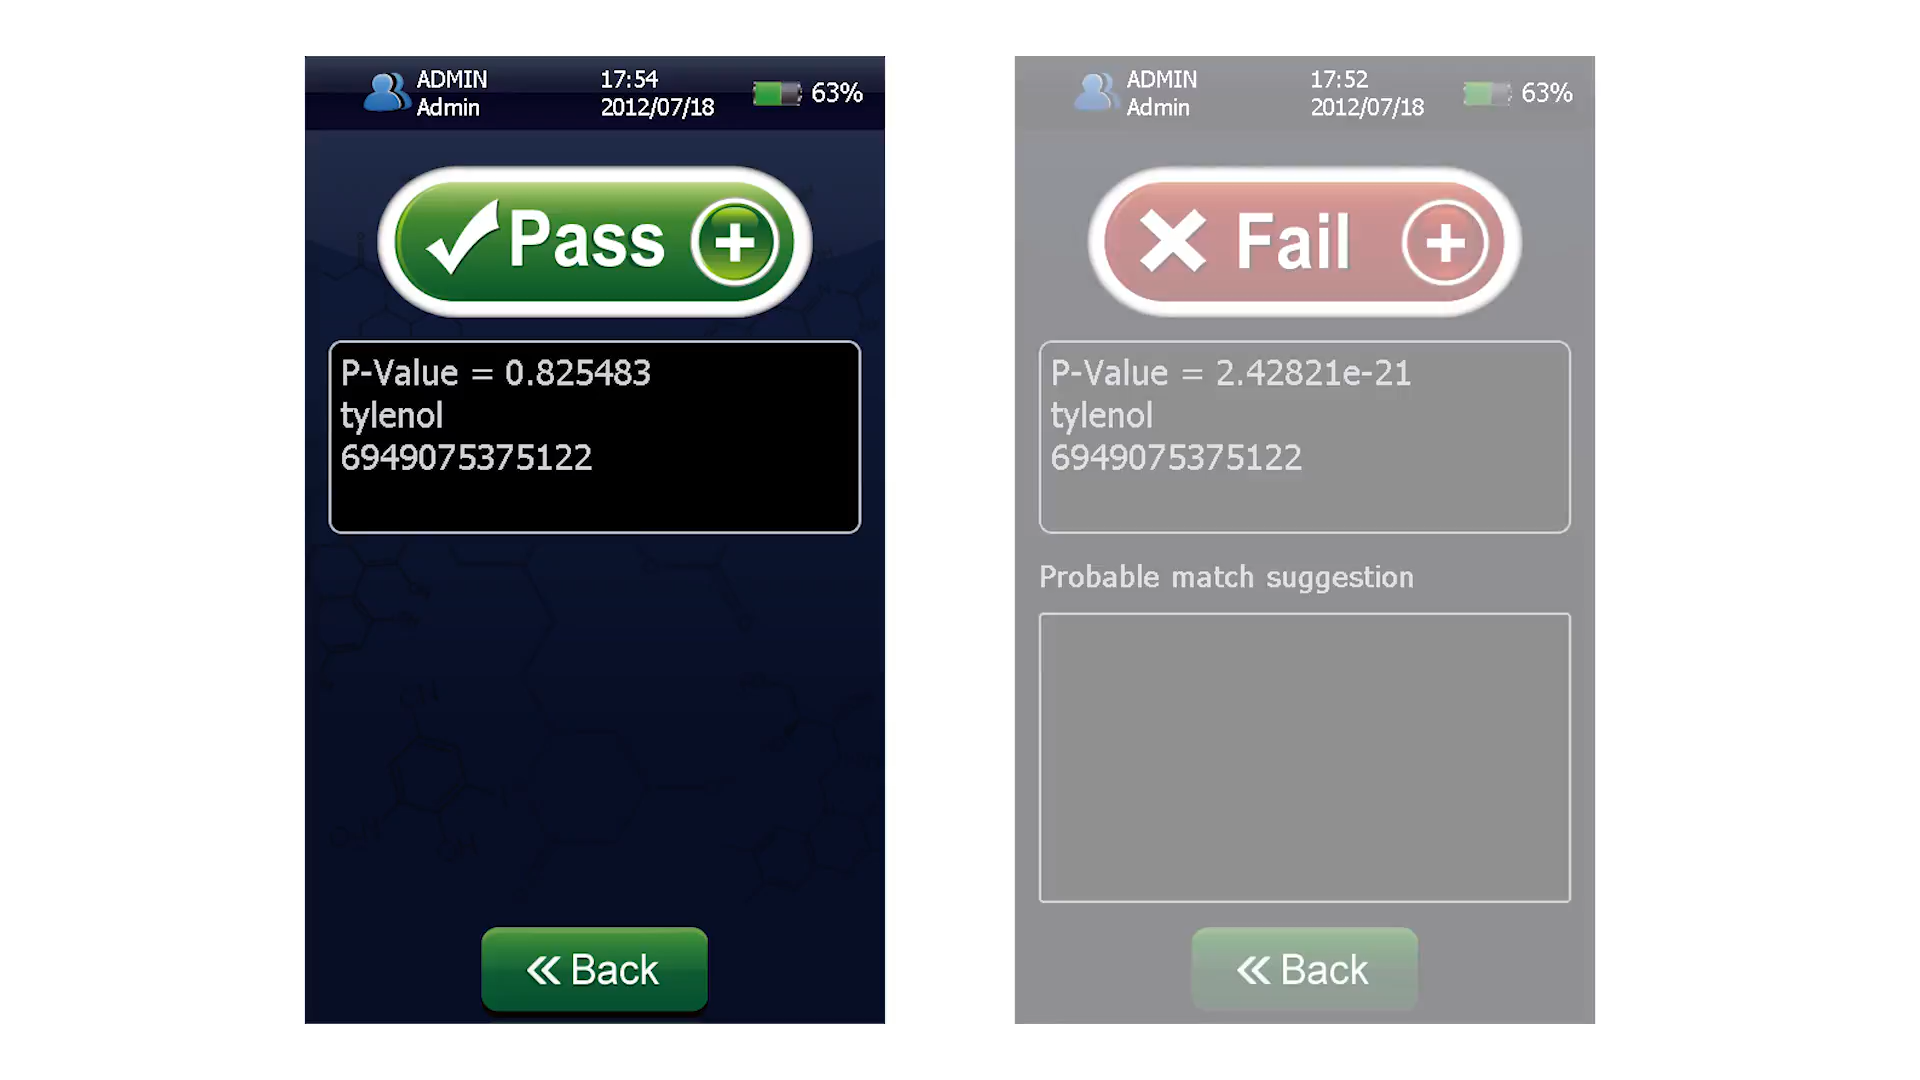 ADMIN
Admin
17:54
2012/07/18
63%
Pass
P-Value = 0.825483
tylenol
6949075375122
Back
ADMIN
Admin
17:52
2012/07/18
63%
Fail
P-Value = 2.42821e-21
tylenol
6949075375122
Probable match suggestion
Back